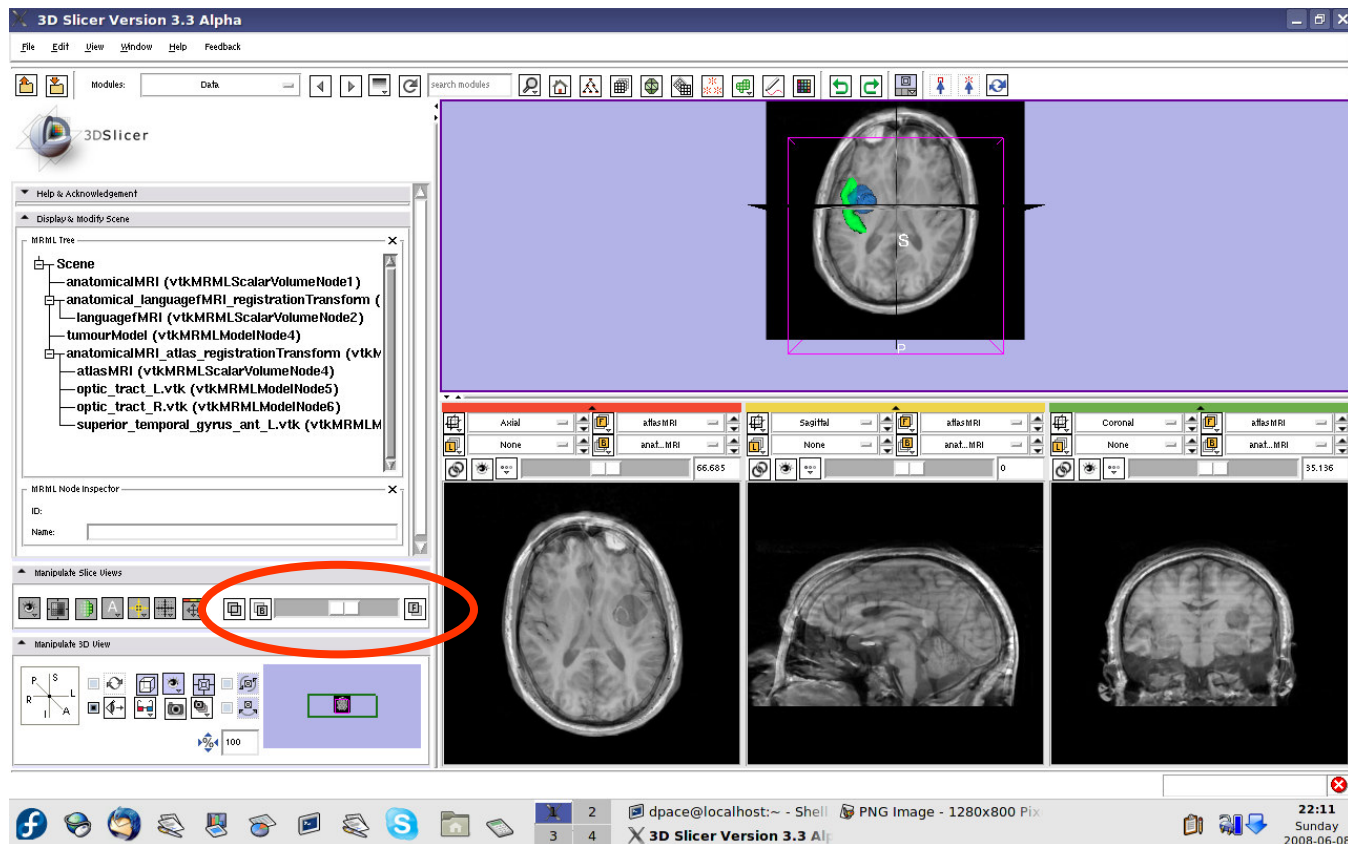 3D Slicer Version 3.3 Alpha
File Edit View Window Help Feedback
Modules: Data search modules
3DSlicer
Help & Acknowledgement
Display & Modify Scene
MRML Tree
Scene
anatomicalMRI (vtkMRMLScalarVolumeNode1)
anatomical_languagefMRI_registrationTransform (
languagefMRI (vtkMRMLScalarVolumeNode2)
tumourModel (vtkMRMLModelNode4)
anatomicalMRI_atlas_registrationTransform (vtkM
atlasMRI (vtkMRMLScalarVolumeNode4)
optic_tract_L.vtk (vtkMRMLModelNode5)
optic_tract_R.vtk (vtkMRMLModelNode6)
superior_temporal_gyrus_ant_L.vtk (vtkMRMLM
MRML Node Inspector
ID:
Name:
Manipulate Slice Views
A
B
F
Manipulate 3D View
P S
R L
I A
% 100
S
P
Axial F atlasMRI
L None B anat...MRI
66.685
Sagittal F atlasMRI
L None B anat...MRI
0
Coronal F atlasMRI
L None B anat...MRI
35.136
1 2
3 4
dpace@localhost:~ - Shell
PNG Image - 1280x800 Pix
3D Slicer Version 3.3 Alp
22:11
Sunday
2008-06-08